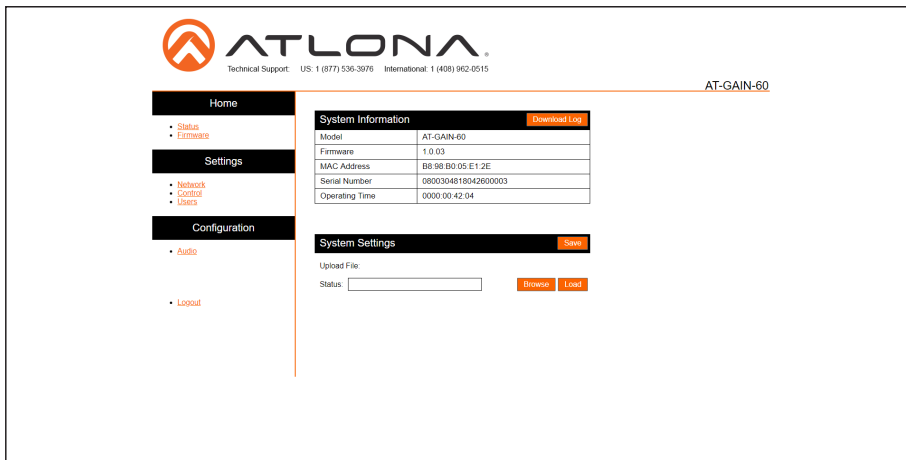 ATLONA.
Technical Support: US: 1 (877) 536-3976 International: 1 (408) 962-0515
AT-GAIN-60
Home
Status
Firmware
Settings
Network
Control
Users
Configuration
Audio
Logout
System Information Download Log
Model AT-GAIN-60
Firmware 1.0.03
MAC Address B8:98:B0:05:E1:2E
Serial Number 0800304818042600003
Operating Time 0000:00:42:04
System Settings Save
Upload File:
Status: Browse Load